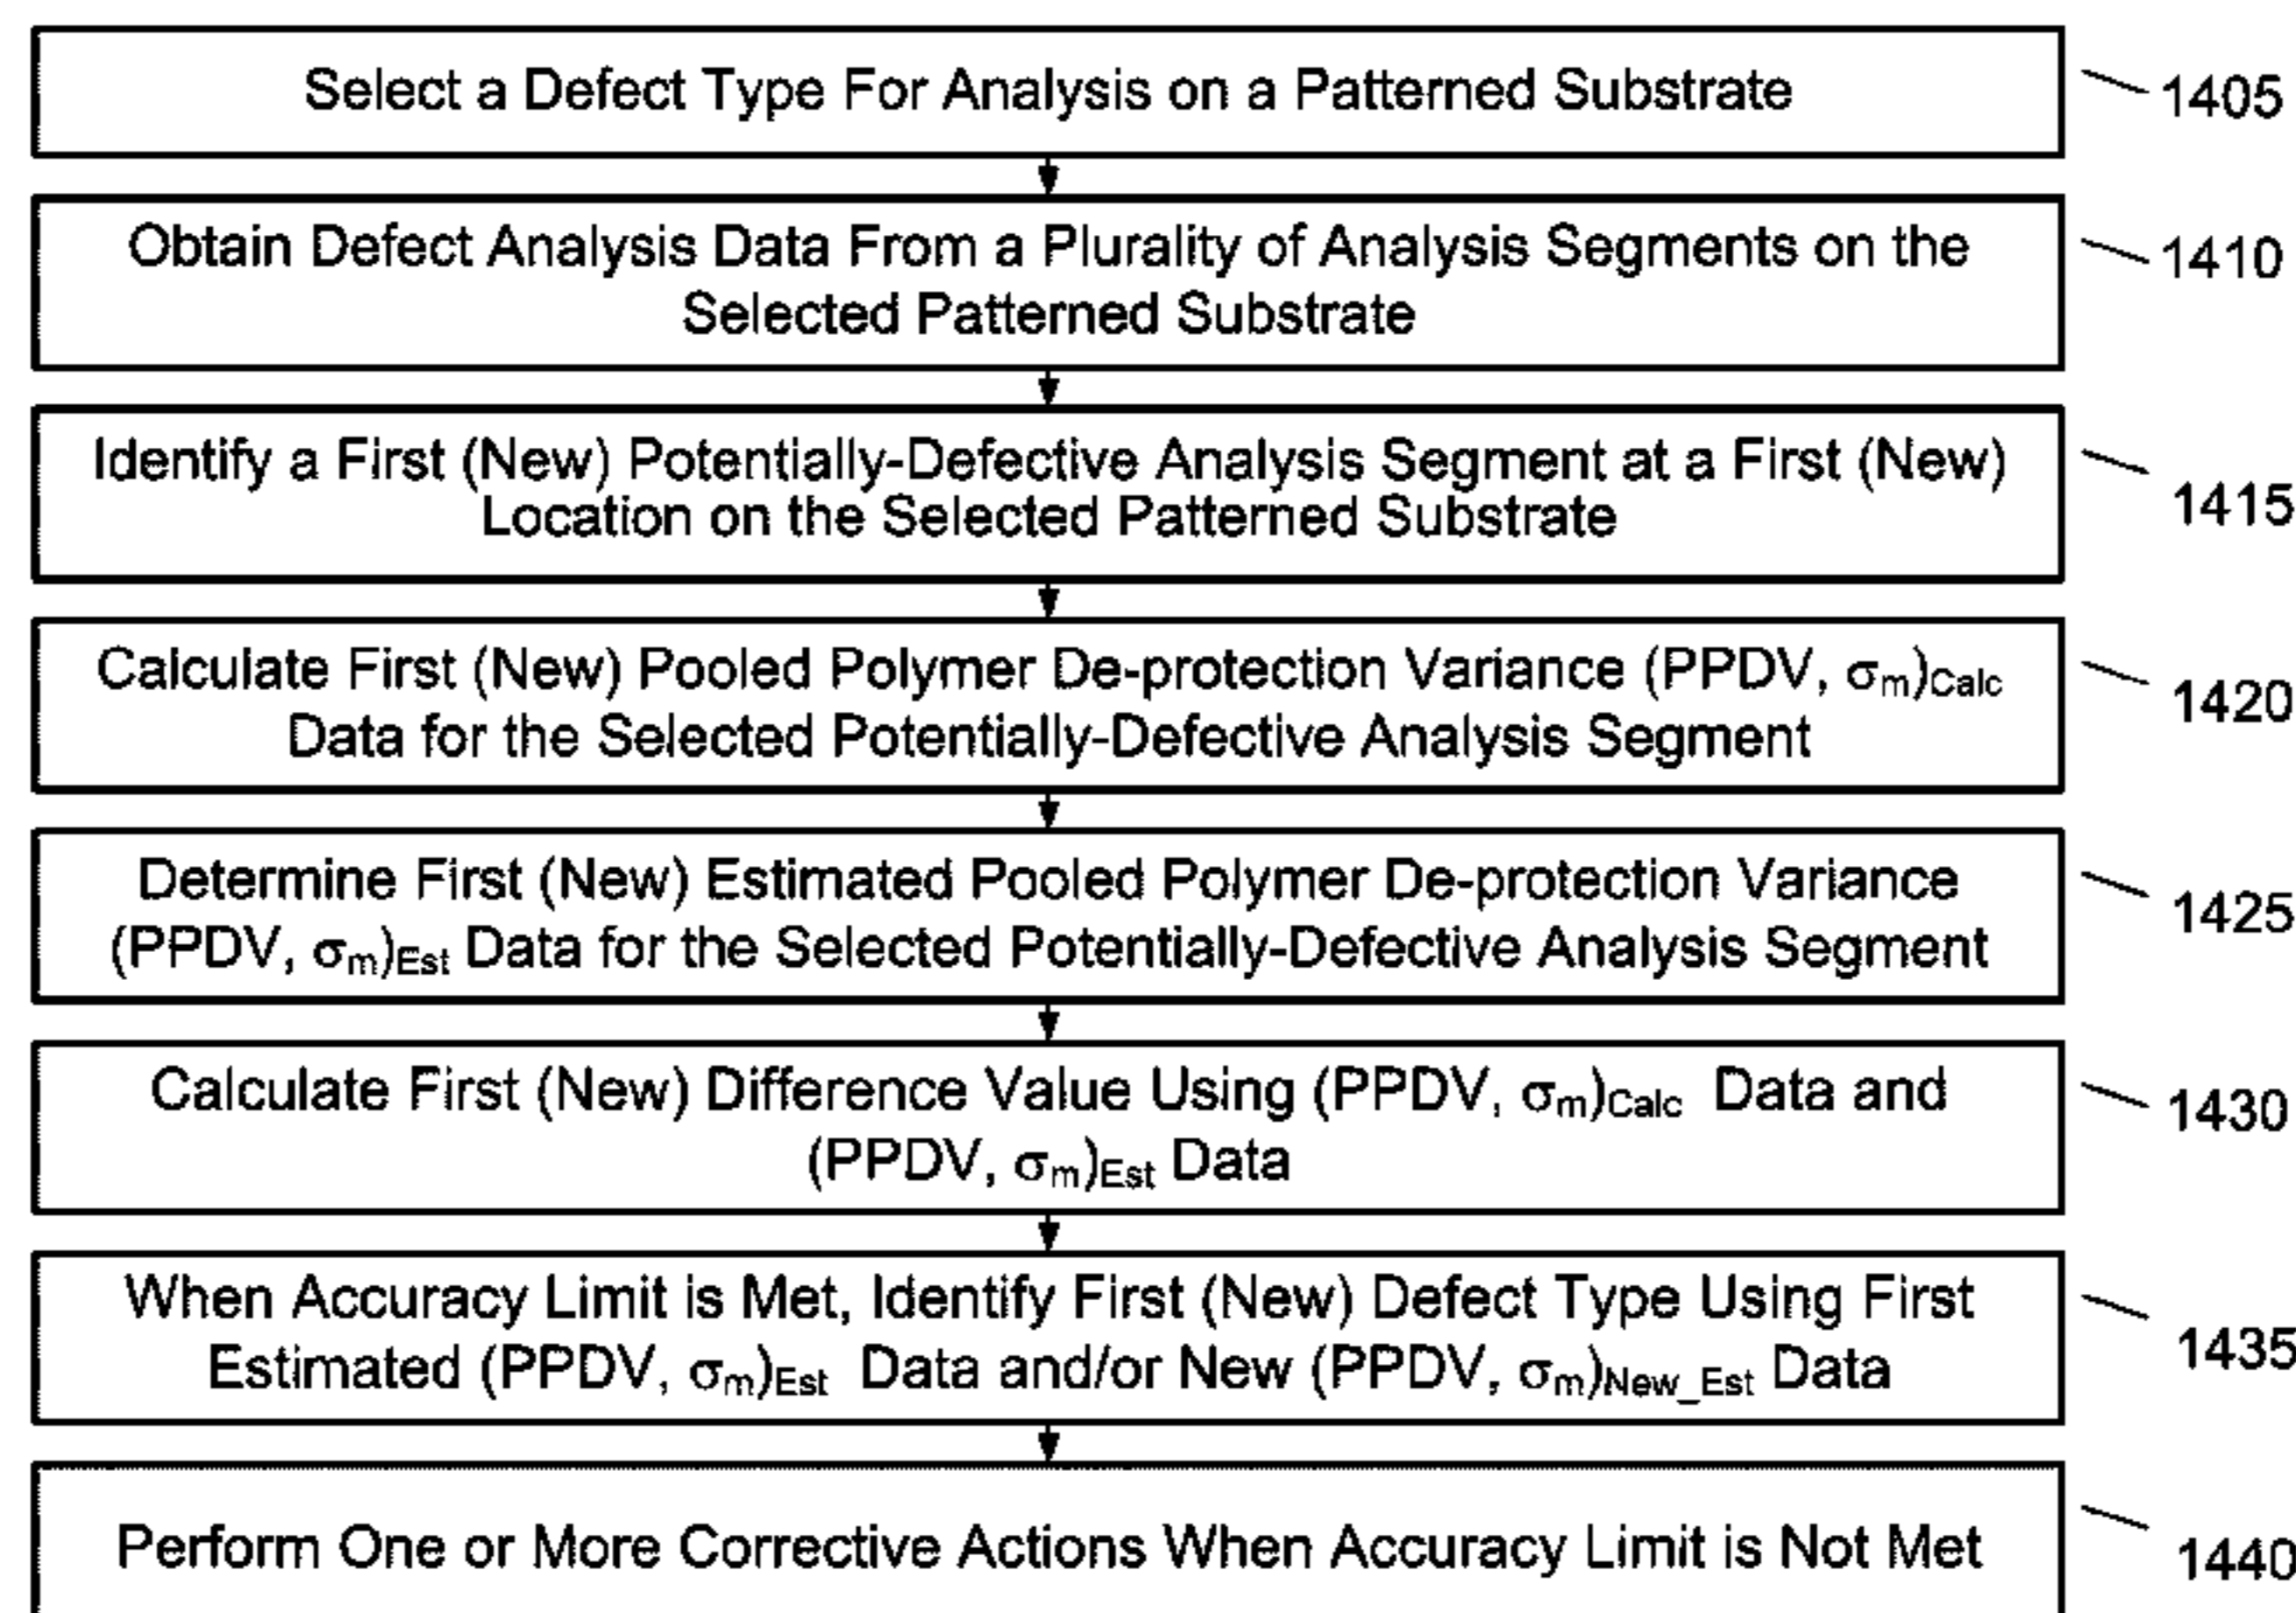 Select a Defect Type For Analysis on a Patterned Substrate
1405
Obtain Defect Analysis Data From a Plurality of Analysis Segments on the
Selected Patterned Substrate
1410
Identify a First (New) Potentially-Defective Analysis Segment at a First (New)
Location on the Selected Patterned Substrate
1415
Calculate First (New) Pooled Polymer De-protection Variance (PPDV, σm)Calc
Data for the Selected Potentially-Defective Analysis Segment
1420
Determine First (New) Estimated Pooled Polymer De-protection Variance
(PPDV, σm)Est Data for the Selected Potentially-Defective Analysis Segment
1425
Calculate First (New) Difference Value Using (PPDV, σm)Calc Data and
(PPDV, σm)Est Data
1430
When Accuracy Limit is Met, Identify First (New) Defect Type Using First
Estimated (PPDV, σm)Est Data and/or New (PPDV, σm)New_Est Data
1435
Perform One or More Corrective Actions When Accuracy Limit is Not Met
1440